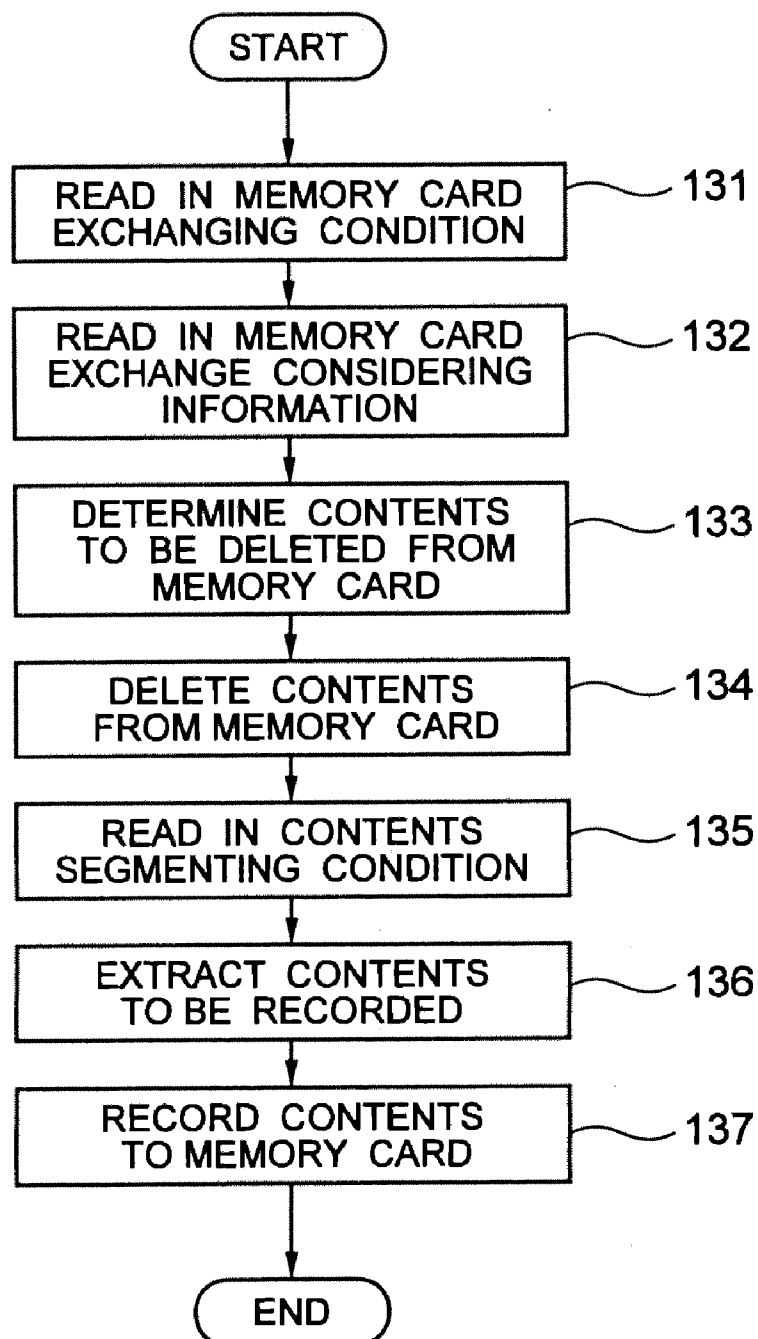 START
READ IN MEMORY CARD
EXCHANGING CONDITION
131
READ IN MEMORY CARD
EXCHANGE CONSIDERING
INFORMATION
132
DETERMINE CONTENTS
TO BE DELETED FROM
MEMORY CARD
133
DELETE CONTENTS
FROM MEMORY CARD
134
READ IN CONTENTS
SEGMENTING CONDITION
135
EXTRACT CONTENTS
TO BE RECORDED
136
RECORD CONTENTS
TO MEMORY CARD
137
END